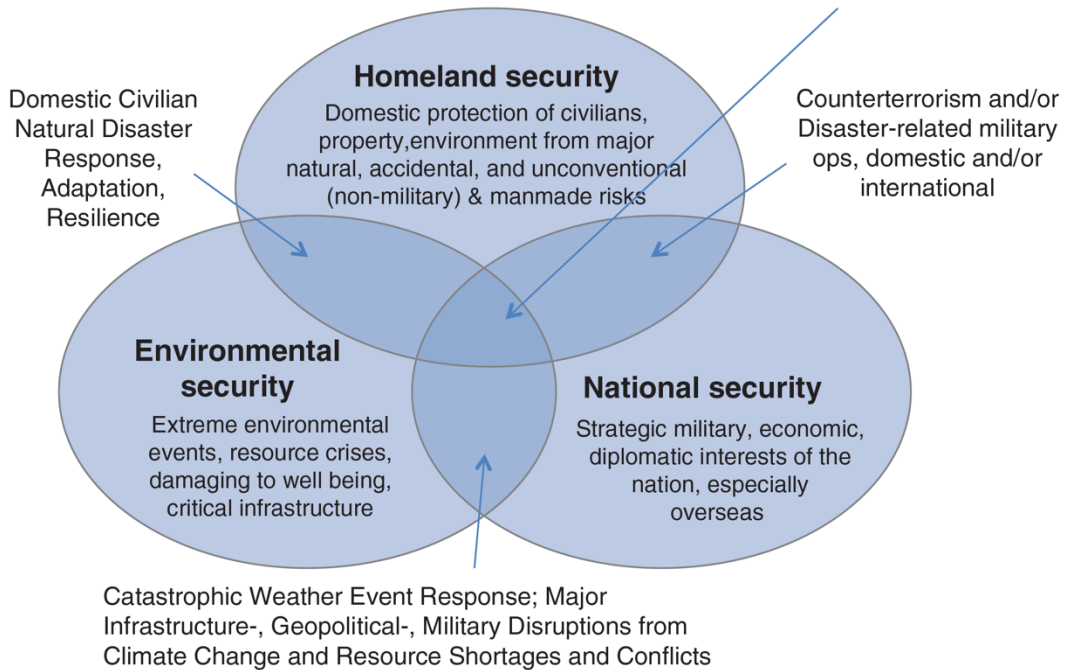 Homeland security
Domestic protection of civilians,
property,environment from major
natural, accidental, and unconventional
(non-military) & manmade risks
Domestic Civilian
Natural Disaster
Response,
Adaptation,
Resilience
Counterterrorism and/or
Disaster-related military
ops, domestic and/or
international
Environmental
security
Extreme environmental
events, resource crises,
damaging to well being,
critical infrastructure
National security
Strategic military, economic,
diplomatic interests of the
nation, especially
overseas
Catastrophic Weather Event Response; Major
Infrastructure-, Geopolitical-, Military Disruptions from
Climate Change and Resource Shortages and Conflicts